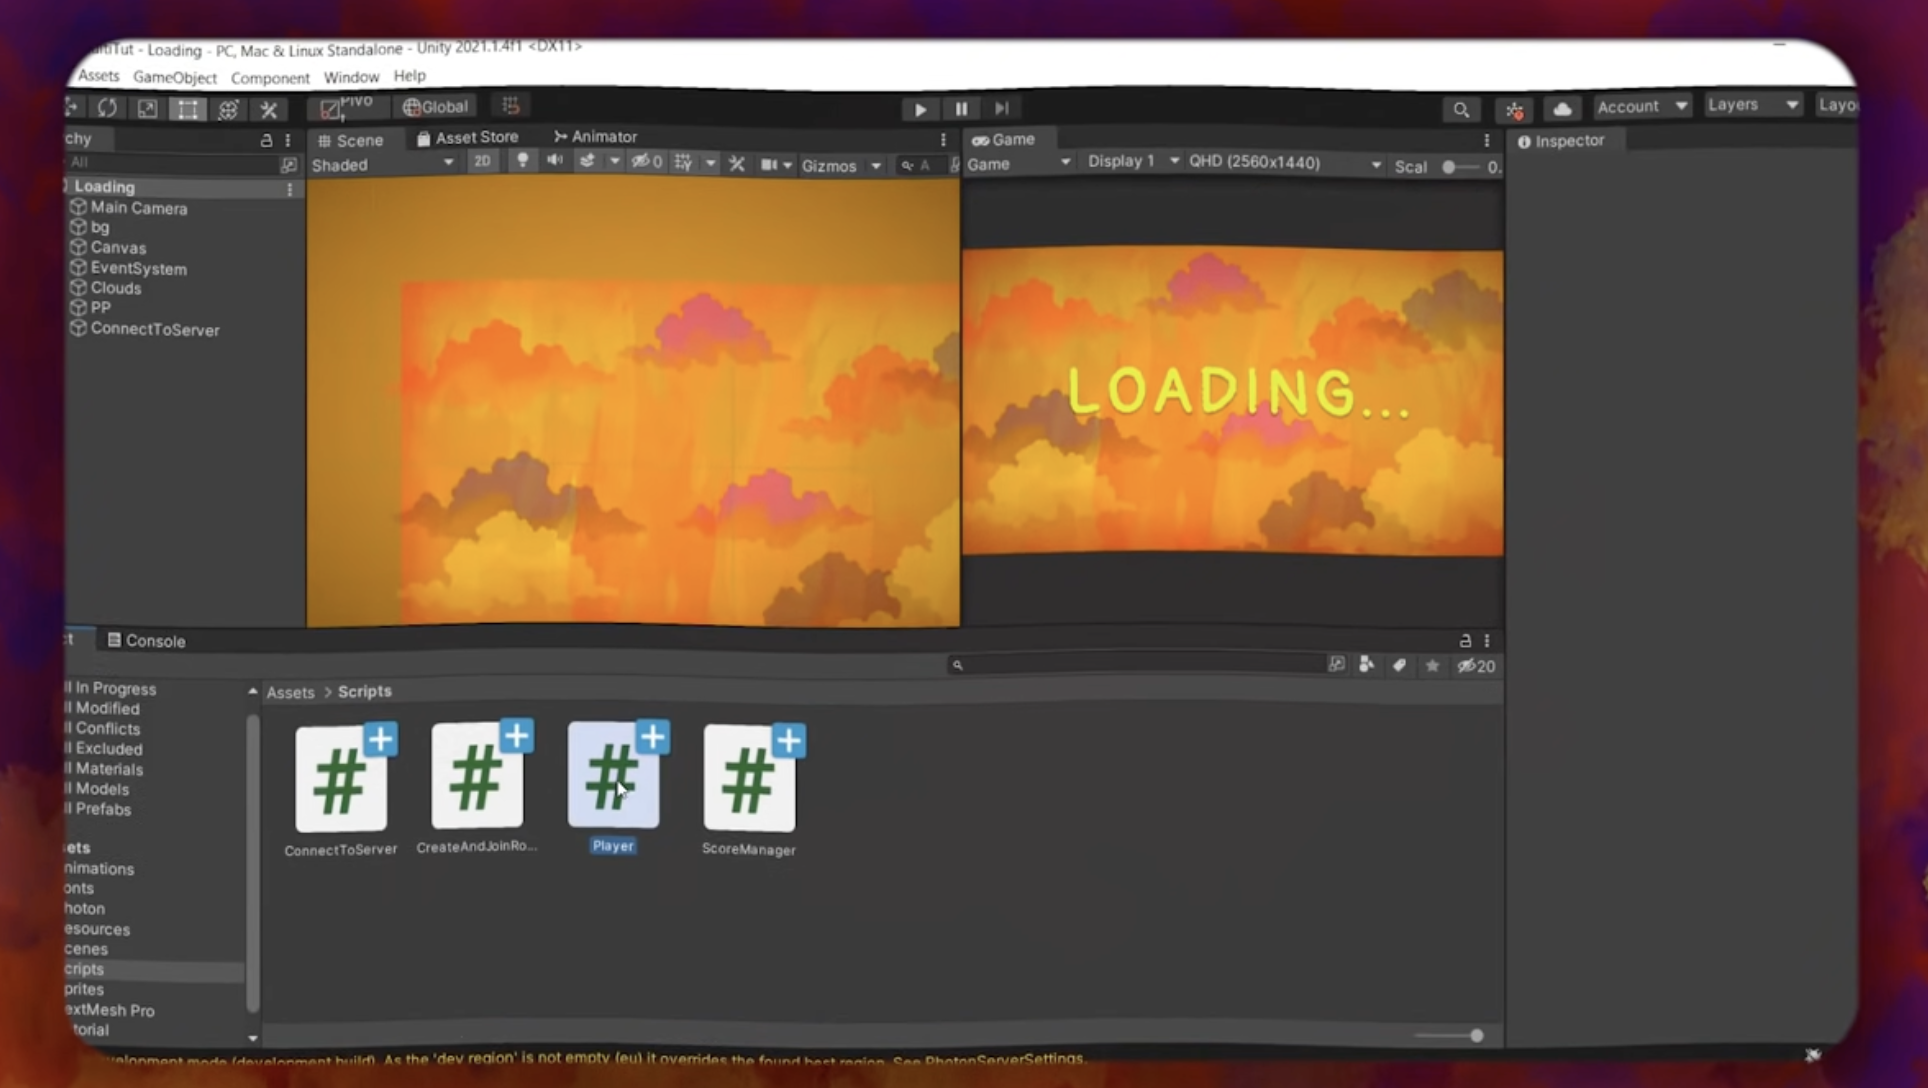 Tut - Loading - PC, Mac & Linux Standalone - Unity 2021.1.4f1 <DX11>
Assets GameObject Component Window Help
Pivo Global Account Layers Layo
chy Scene Asset Store Animator Game Inspector
All Shaded 2D 0 Gizmos A Game Display 1 QHD (2560x1440) Scal 0.
Loading
Main Camera
bg
Canvas
EventSystem
Clouds
PP
ConnectToServer
LOADING...
ct Console
20
Assets > Scripts
ll In Progress
ll Modified
ll Conflicts
ll Excluded
ll Materials
ll Models
ll Prefabs
ets
nimations
onts
hoton
esources
cenes
cripts
prites
extMesh Pro
torial
# # # #
ConnectToServer CreateAndJoinRo... Player ScoreManager
velopment mode (development build). As the 'dev region' is not empty (eu) it overrides the found best region. See PhotonServerSettings.